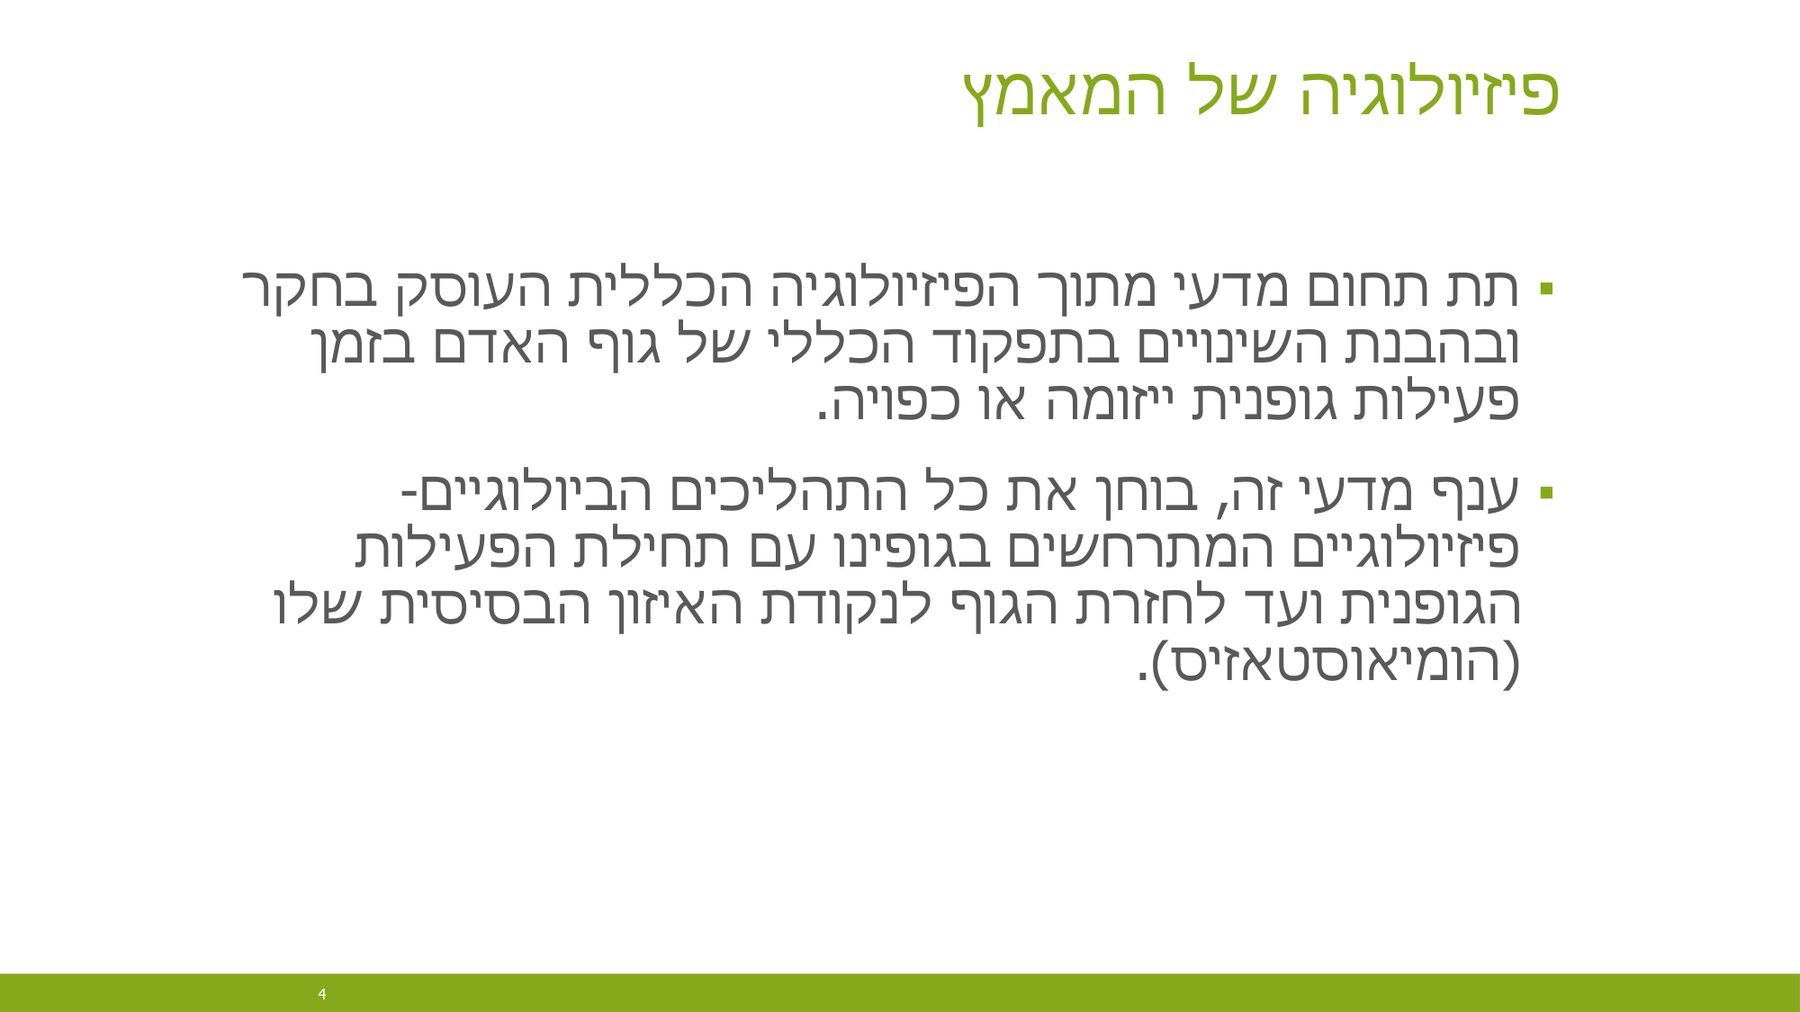 פיזיולוגיה של המאמץ
▪ תת תחום מדעי מתוך הפיזיולוגיה הכללית העוסק בחקר
ובהבנת השינויים בתפקוד הכללי של גוף האדם בזמן
פעילות גופנית ייזומה או כפויה.
▪ ענף מדעי זה, בוחן את כל התהליכים הביולוגיים-
פיזיולוגיים המתרחשים בגופינו עם תחילת הפעילות
הגופנית ועד לחזרת הגוף לנקודת האיזון הבסיסית שלו
(הומיאוסטאזיס).
4